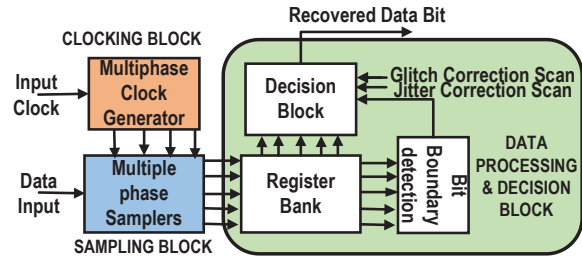 Recovered Data Bit
CLOCKING BLOCK
Input
Clock
Multiphase
Clock
Generator
Decision
Block
Glitch Correction Scan
Jitter Correction Scan
Data
Input
Multiple
phase
Samplers
SAMPLING BLOCK
Register
Bank
Bit
Boundary
detection
DATA
PROCESSING
& DECISION
BLOCK